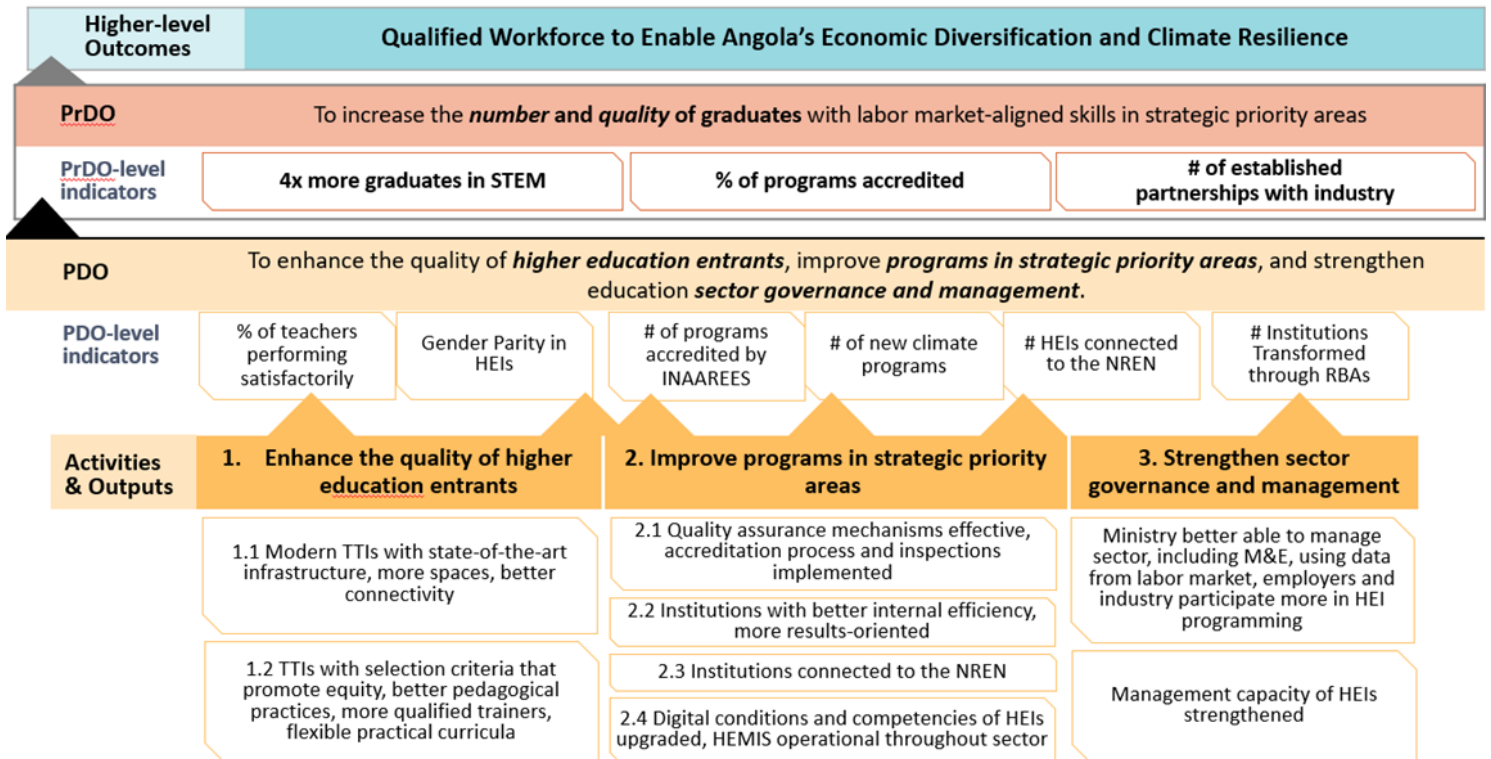 Higher-level
Outcomes
Qualified Workforce to Enable Angola's Economic Diversification and Climate Resilience
PrDO
To increase the number and quality of graduates with labor market-aligned skills in strategic priority areas
PrDO-level
indicators
4x more graduates in STEM
% of programs accredited
# of established
partnerships with industry
PDO
To enhance the quality of higher education entrants, improve programs in strategic priority areas, and strengthen
education sector governance and management.
PDO-level
indicators
% of teachers
performing
satisfactorily
Gender Parity in
HEIs
# of programs
accredited by
INAAREES
# of new climate
programs
# HEIs connected
to the NREN
# Institutions
Transformed
through RBAs
Activities
& Outputs
1. Enhance the quality of higher
education entrants
2. Improve programs in strategic priority
areas
3. Strengthen sector
governance and management
1.1 Modern TTIs with state-of-the-art
infrastructure, more spaces, better
connectivity
1.2 TTIs with selection criteria that
promote equity, better pedagogical
practices, more qualified trainers,
flexible practical curricula
2.1 Quality assurance mechanisms effective,
accreditation process and inspections
implemented
2.2 Institutions with better internal efficiency,
more results-oriented
2.3 Institutions connected to the NREN
2.4 Digital conditions and competencies of HEIs
upgraded, HEMIS operational throughout sector
Ministry better able to manage
sector, including M&E, using data
from labor market, employers and
industry participate more in HEI
programming
Management capacity of HEIs
strengthened